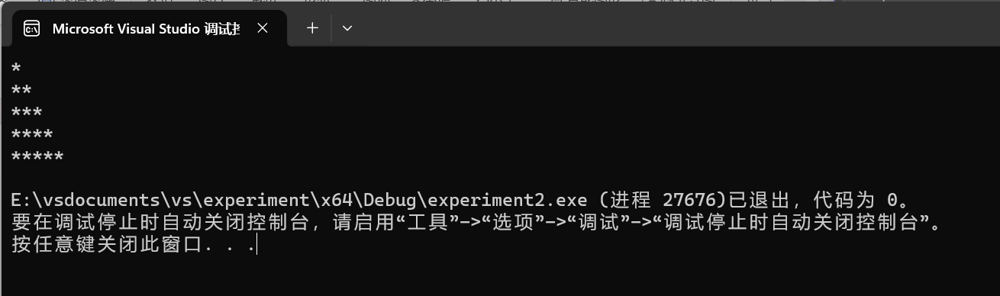 Microsoft Visual Studio 调试控
*
**
***
****
*****
E:\vsdocuments\vs\experiment\x64\Debug\experiment2.exe (进程 27676)已退出，代码为 0。
要在调试停止时自动关闭控制台，请启用“工具”->“选项”->“调试”->“调试停止时自动关闭控制台”。
按任意键关闭此窗口. . .